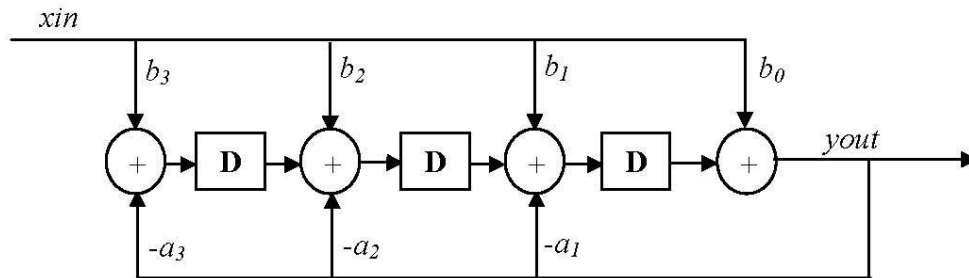 xin
b3 b2 b1 b0
+ D + D + D + yout
-a3 -a2 -a1